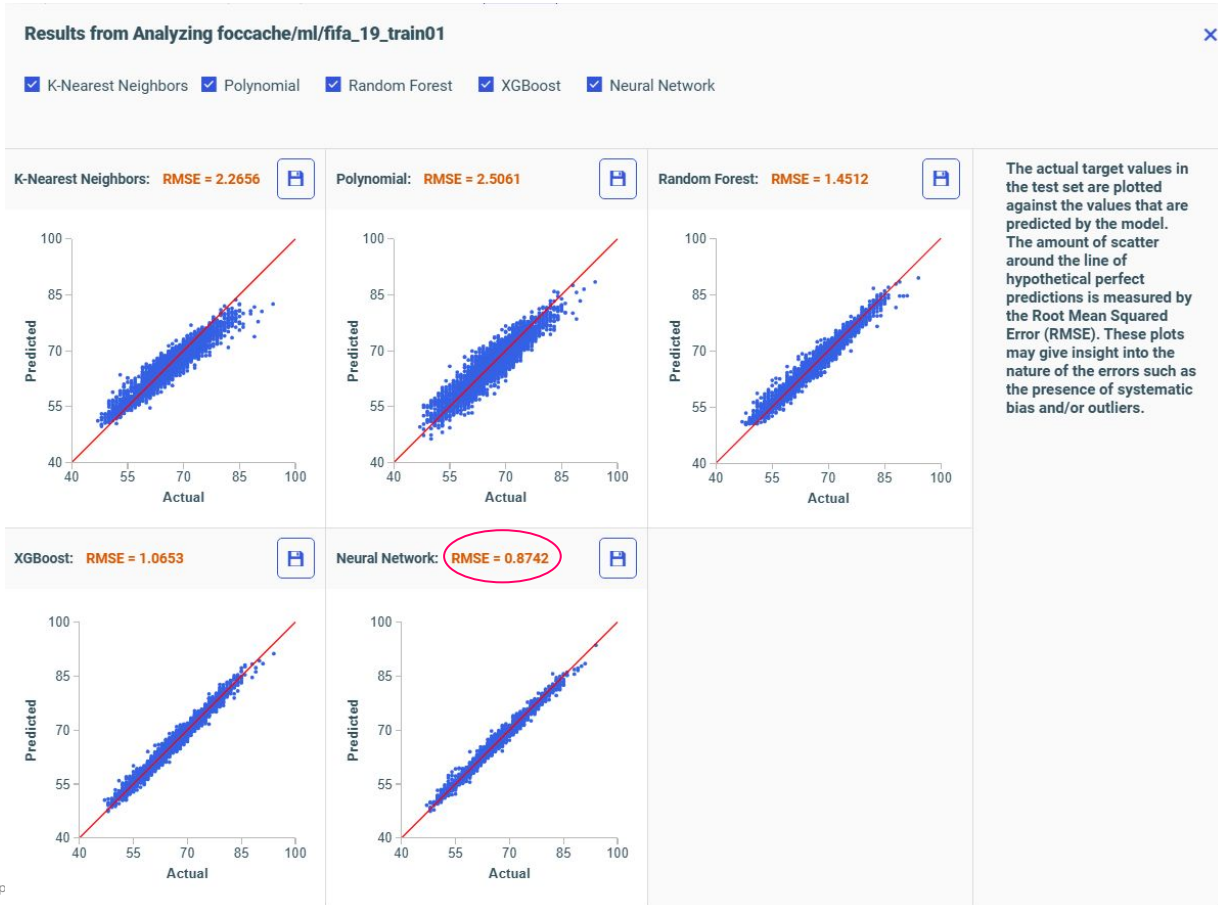 Results from Analyzing foccache/ml/fifa_19_train01
K-Nearest Neighbors Polynomial Random Forest XGBoost Neural Network
K-Nearest Neighbors: RMSE = 2.2656
100
85
70
55
40
Predicted
40 55 70 85 100
Actual
Polynomial: RMSE = 2.5061
100
85
70
55
40
Predicted
40 55 70 85 100
Actual
Random Forest: RMSE = 1.4512
100
85
70
55
40
Predicted
40 55 70 85 100
Actual
The actual target values in
the test set are plotted
against the values that are
predicted by the model.
The amount of scatter
around the line of
hypothetical perfect
predictions is measured by
the Root Mean Squared
Error (RMSE). These plots
may give insight into the
nature of the errors such as
the presence of systematic
bias and/or outliers.
XGBoost: RMSE = 1.0653
100
85
70
55
40
Predicted
40 55 70 85 100
Actual
Neural Network: RMSE = 0.8742
100
85
70
55
40
Predicted
40 55 70 85 100
Actual